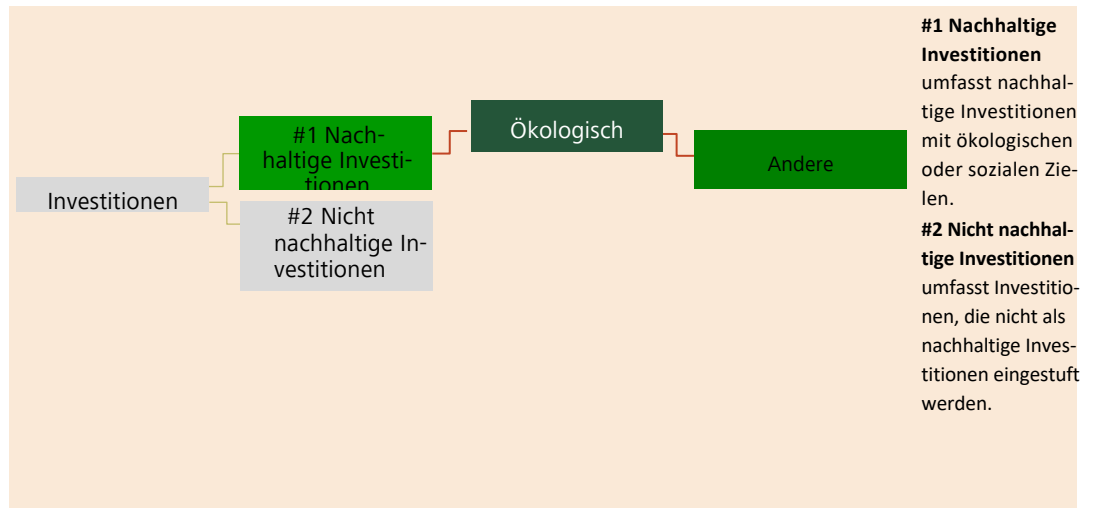 Investitionen
#1 Nach-
haltige Investi-
tionen
#2 Nicht
nachhaltige In-
vestitionen
Ökologisch
Andere
#1 Nachhaltige
Investitionen
umfasst nachhal-
tige Investitionen
mit ökologischen
oder sozialen Zie-
len.
#2 Nicht nachhal-
tige Investitionen
umfasst Investitio-
nen, die nicht als
nachhaltige Inves-
titionen eingestuft
werden.